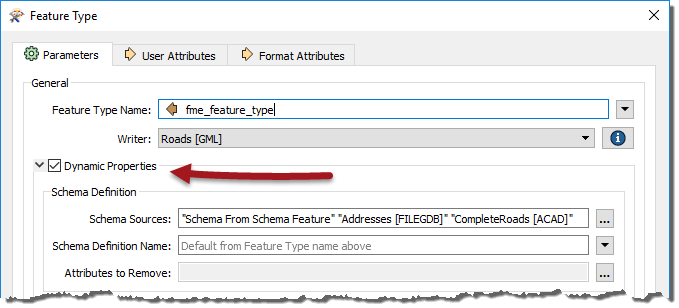 Feature Type
Parameters User Attributes Format Attributes
General
Feature Type Name: fme_feature_type
Writer: Roads [GML]
Dynamic Properties
Schema Definition
Schema Sources: "Schema From Schema Feature" "Addresses [FILEGDB]" "CompleteRoads [ACAD]" ...
Schema Definition Name: Default from Feature Type name above
Attributes to Remove: ...